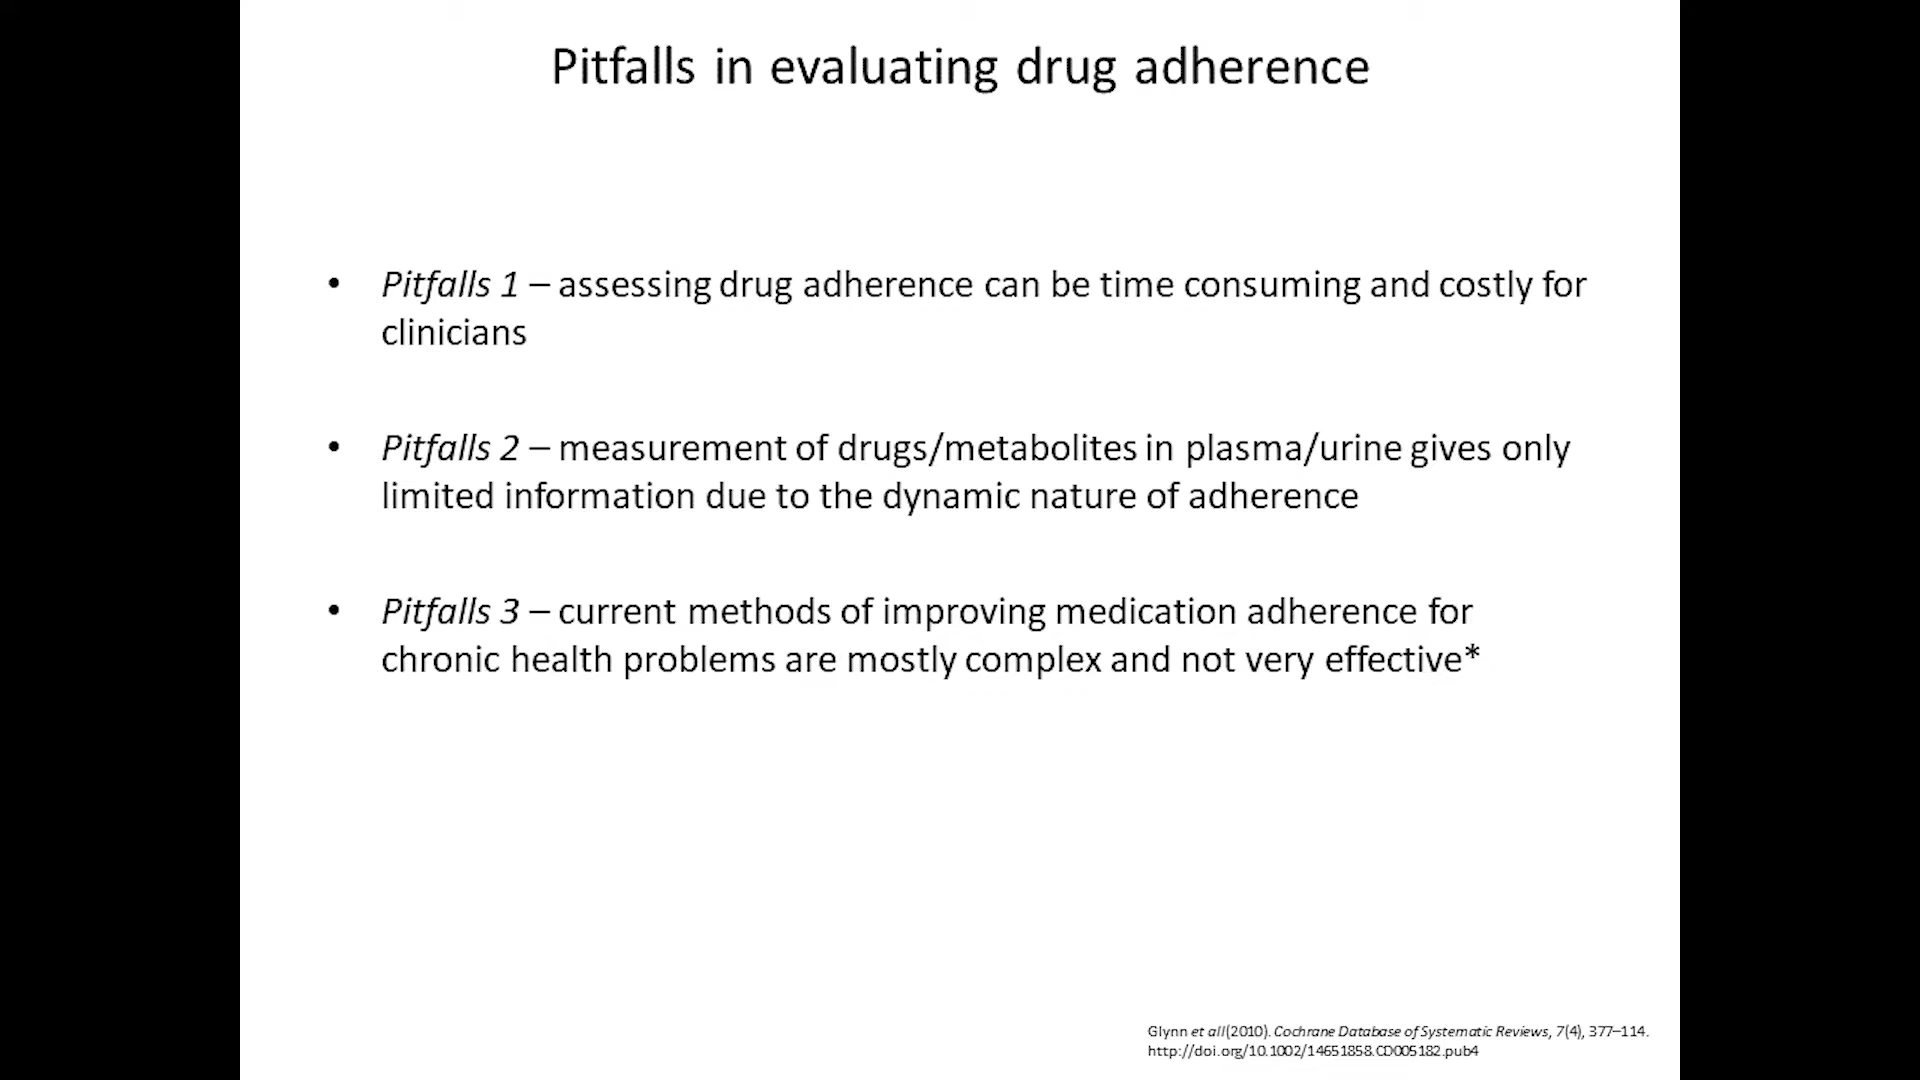 Pitfalls in evaluating drug adherence
• Pitfalls 1 – assessing drug adherence can be time consuming and costly for
clinicians
• Pitfalls 2 – measurement of drugs/metabolites in plasma/urine gives only
limited information due to the dynamic nature of adherence
• Pitfalls 3 – current methods of improving medication adherence for
chronic health problems are mostly complex and not very effective*
Glynn et all(2010). Cochrane Database of Systematic Reviews, 7(4), 377–114.
http://doi.org/10.1002/14651858.CD005182.pub4